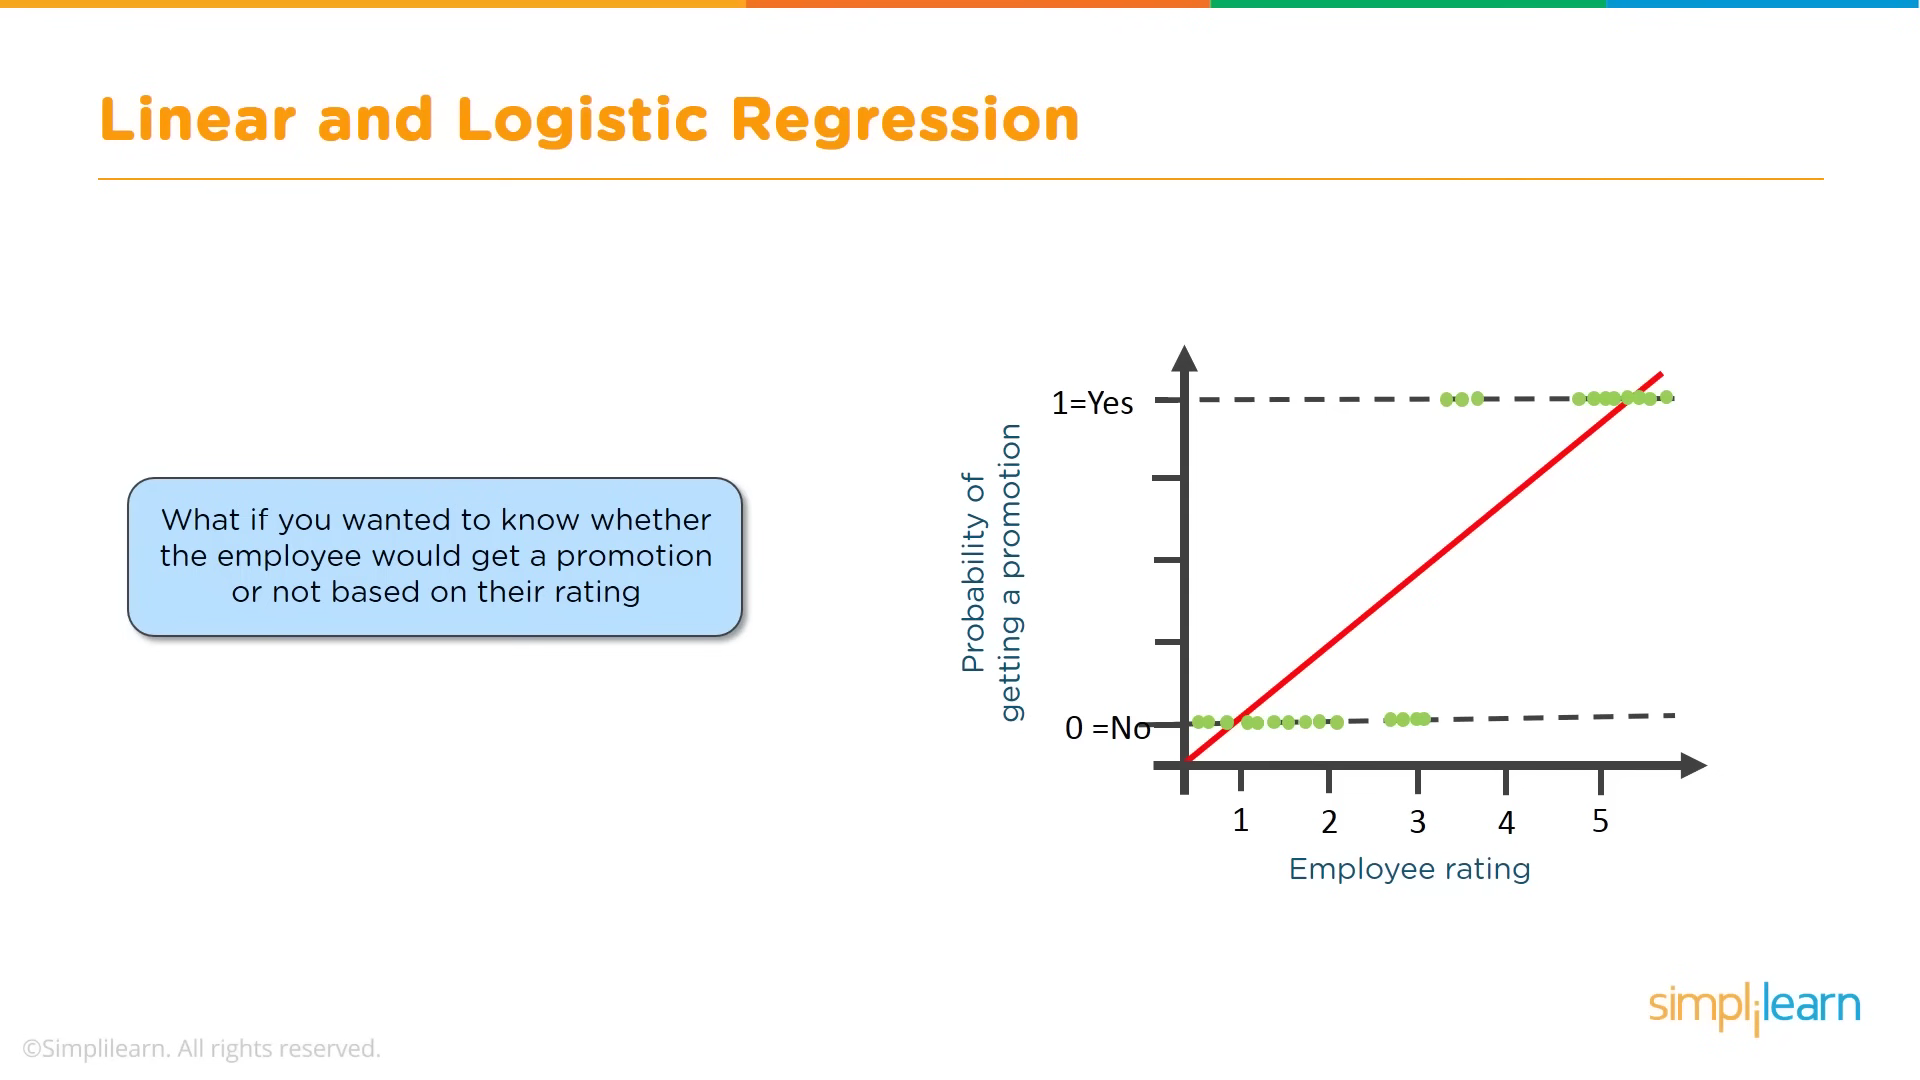 Linear and Logistic Regression
What if you wanted to know whether
the employee would get a promotion
or not based on their rating
Probability of
getting a promotion
1=Yes
0 =No
1 2 3 4 5
Employee rating
simplilearn
©Simplilearn. All rights reserved.